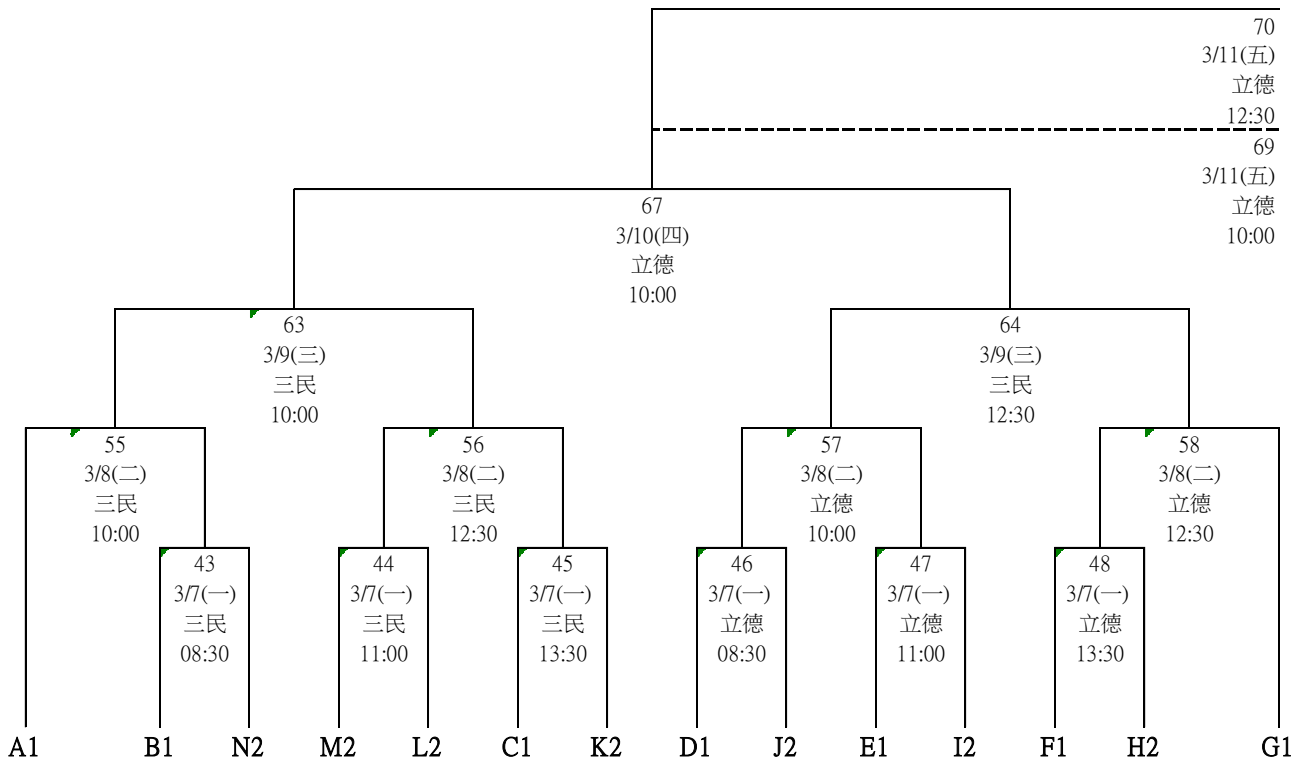 70
3/11(五)
立德
12:30
69
3/11(五)
立德
10:00
67
3/10(四)
立德
10:00
63
3/9(三)
三民
10:00
64
3/9(三)
三民
12:30
55
3/8(二)
三民
10:00
56
3/8(二)
三民
12:30
57
3/8(二)
立德
10:00
58
3/8(二)
立德
12:30
43
3/7(一)
三民
08:30
44
3/7(一)
三民
11:00
45
3/7(一)
三民
13:30
46
3/7(一)
立德
08:30
47
3/7(一)
立德
11:00
48
3/7(一)
立德
13:30
A1 B1 N2 M2 L2 C1 K2 D1 J2 E1 I2 F1 H2 G1